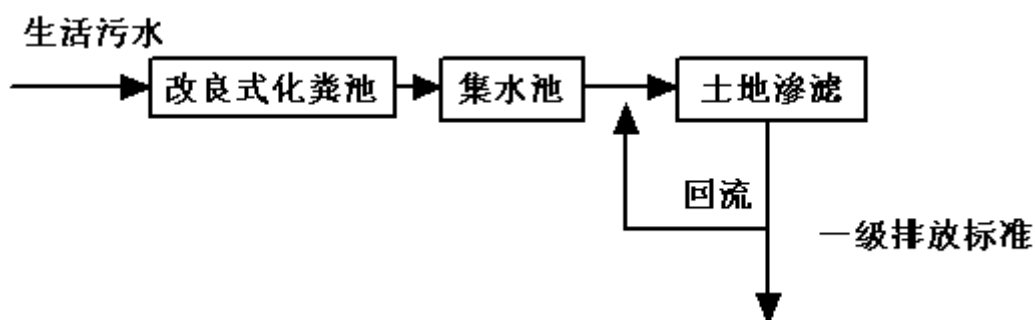 生活污水
改良式化粪池
集水池
土地渗滤
回流
一级排放标准